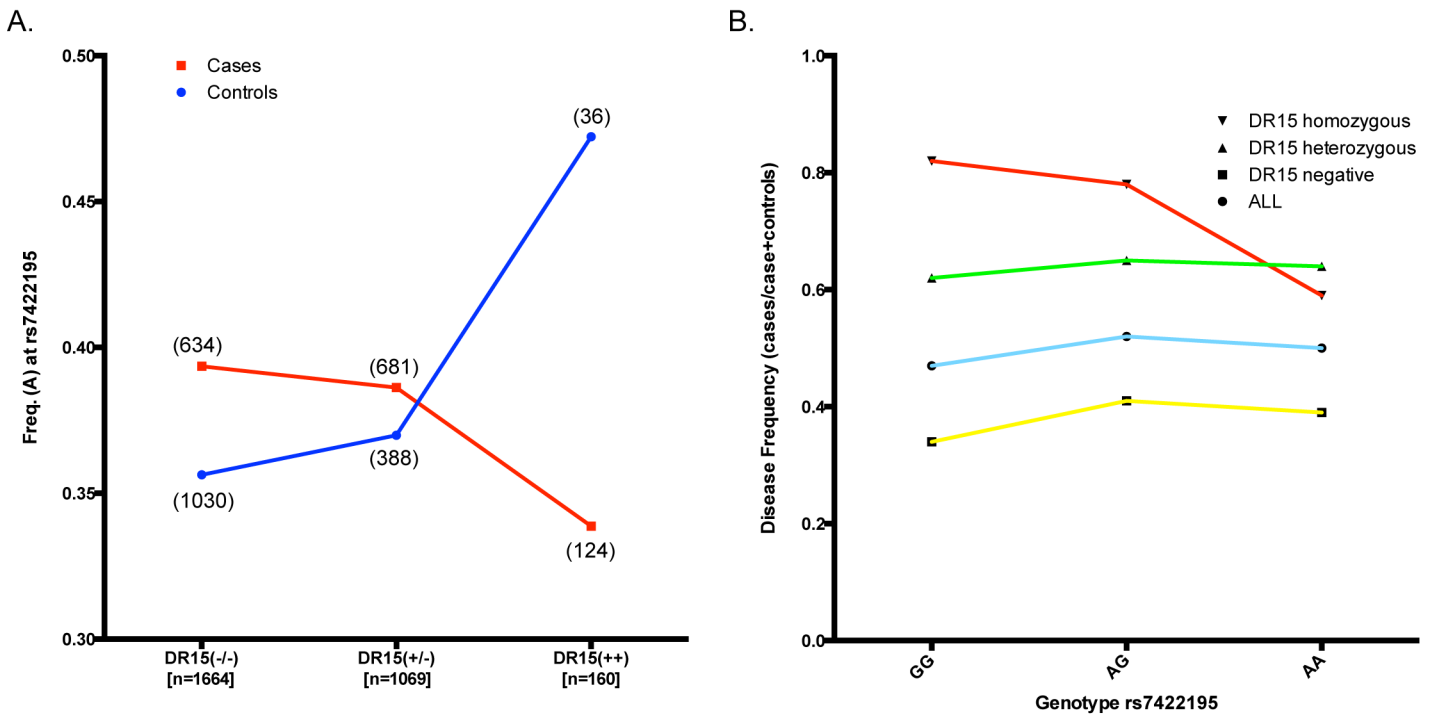 A.
Freq. (A) at rs7422195
0.50
0.45
0.40
0.35
0.30
Cases
Controls
(634)
(681)
(36)
(1030)
(388)
(124)
DR15(-/-)
[n=1664]
DR15(+/-)
[n=1069]
DR15(++)
[n=160]
B.
Disease Frequency (cases/case+controls)
1.0
0.8
0.6
0.4
0.2
0.0
DR15 homozygous
DR15 heterozygous
DR15 negative
ALL
GG
AG
AA
Genotype rs7422195